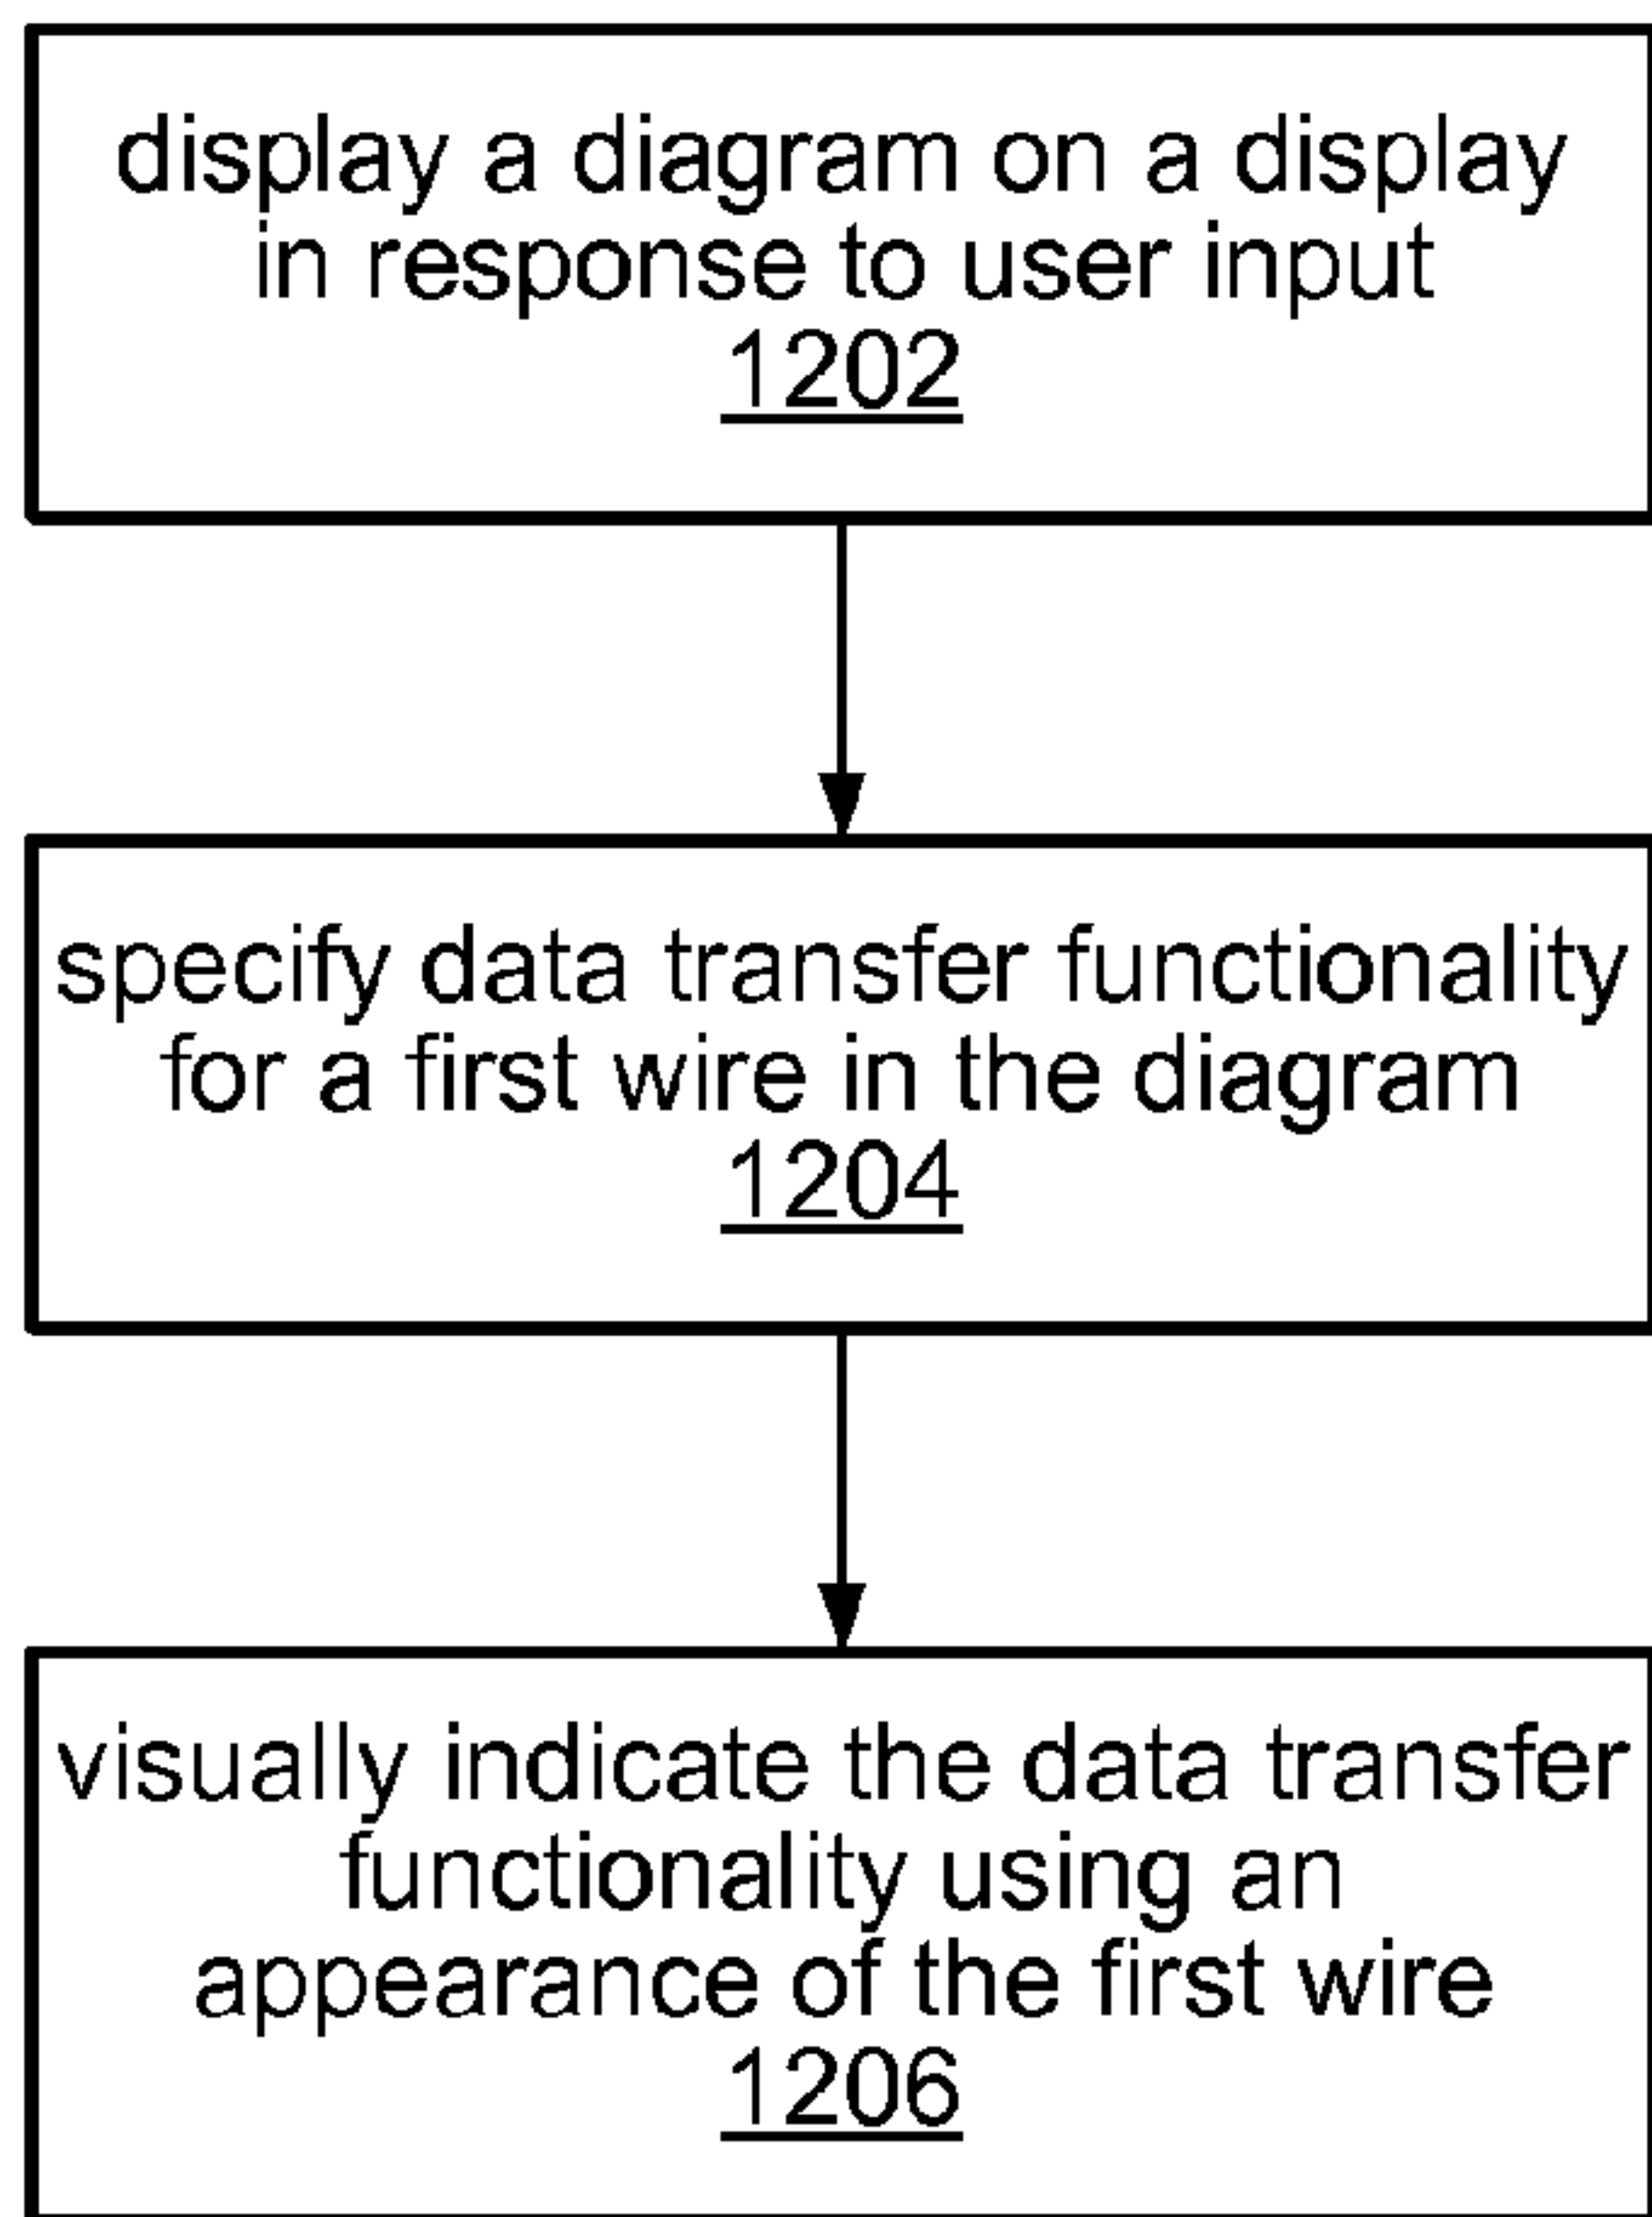 display a diagram on a display
in response to user input
1202
specify data transfer functionality
for a first wire in the diagram
1204
visually indicate the data transfer
functionality using an
appearance of the first wire
1206